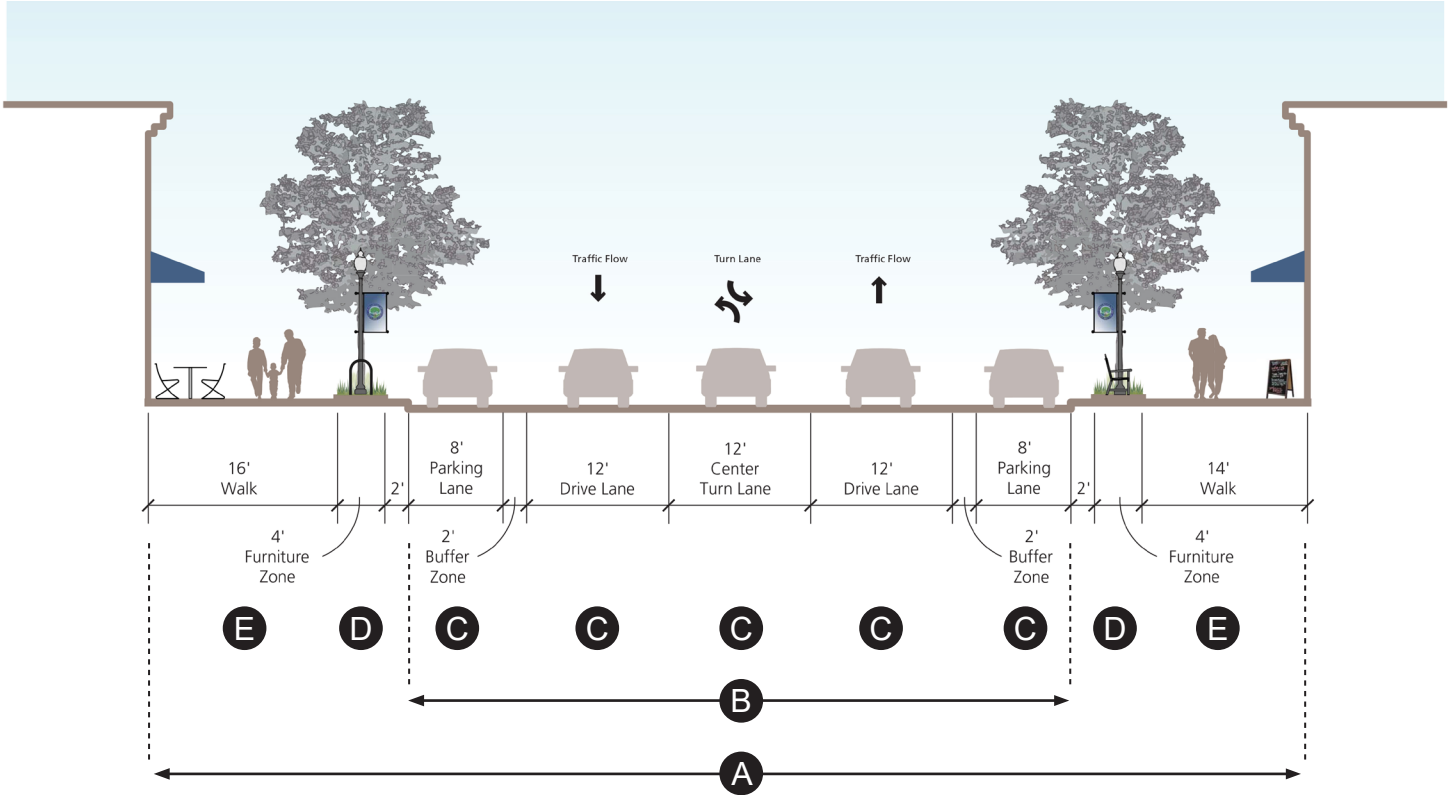 Traffic Flow
Turn Lane
Traffic Flow
16'
Walk
2'
8'
Parking
Lane
12'
Drive Lane
12'
Center
Turn Lane
12'
Drive Lane
8'
Parking
Lane
2'
14'
Walk
4'
Furniture
Zone
2'
Buffer
Zone
2'
Buffer
Zone
4'
Furniture
Zone
E
D
C
C
C
C
C
D
E
B
A